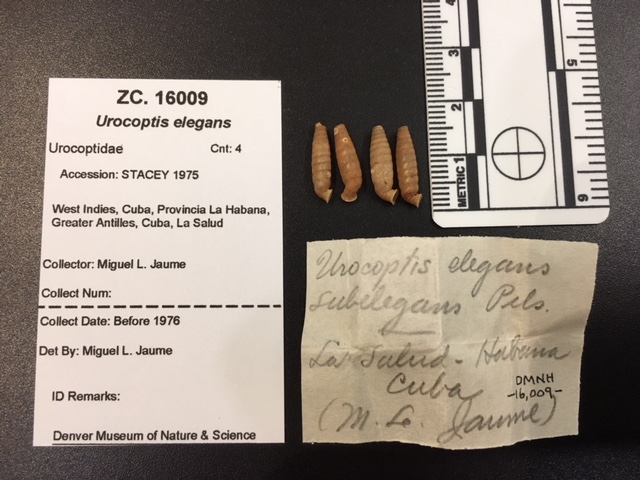 ZC. 16009
Urocoptis elegans
Urocoptidae Cnt: 4
Accession: STACEY 1975
West Indies, Cuba, Provincia La Habana,
Greater Antilles, Cuba, La Salud
Collector: Miguel L. Jaume
Collect Num:
Collect Date: Before 1976
Det By: Miguel L. Jaume
ID Remarks:
Denver Museum of Nature & Science
METRIC 1 2 3 4
5 6
Urocoptis elegans
subelegans Pils.
La Salud - Habana
Cuba
DMNH
-16,009-
(M. L. Jaume)